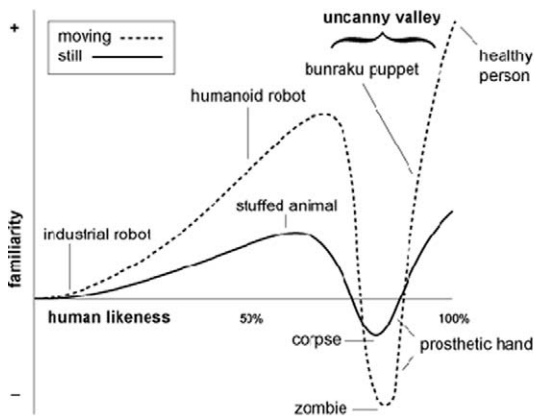 +
moving
still
uncanny valley
bunraku puppet
healthy
person
humanoid robot
stuffed animal
industrial robot
familiarity
human likeness
50%
100%
corpse
prosthetic hand
zombie
−